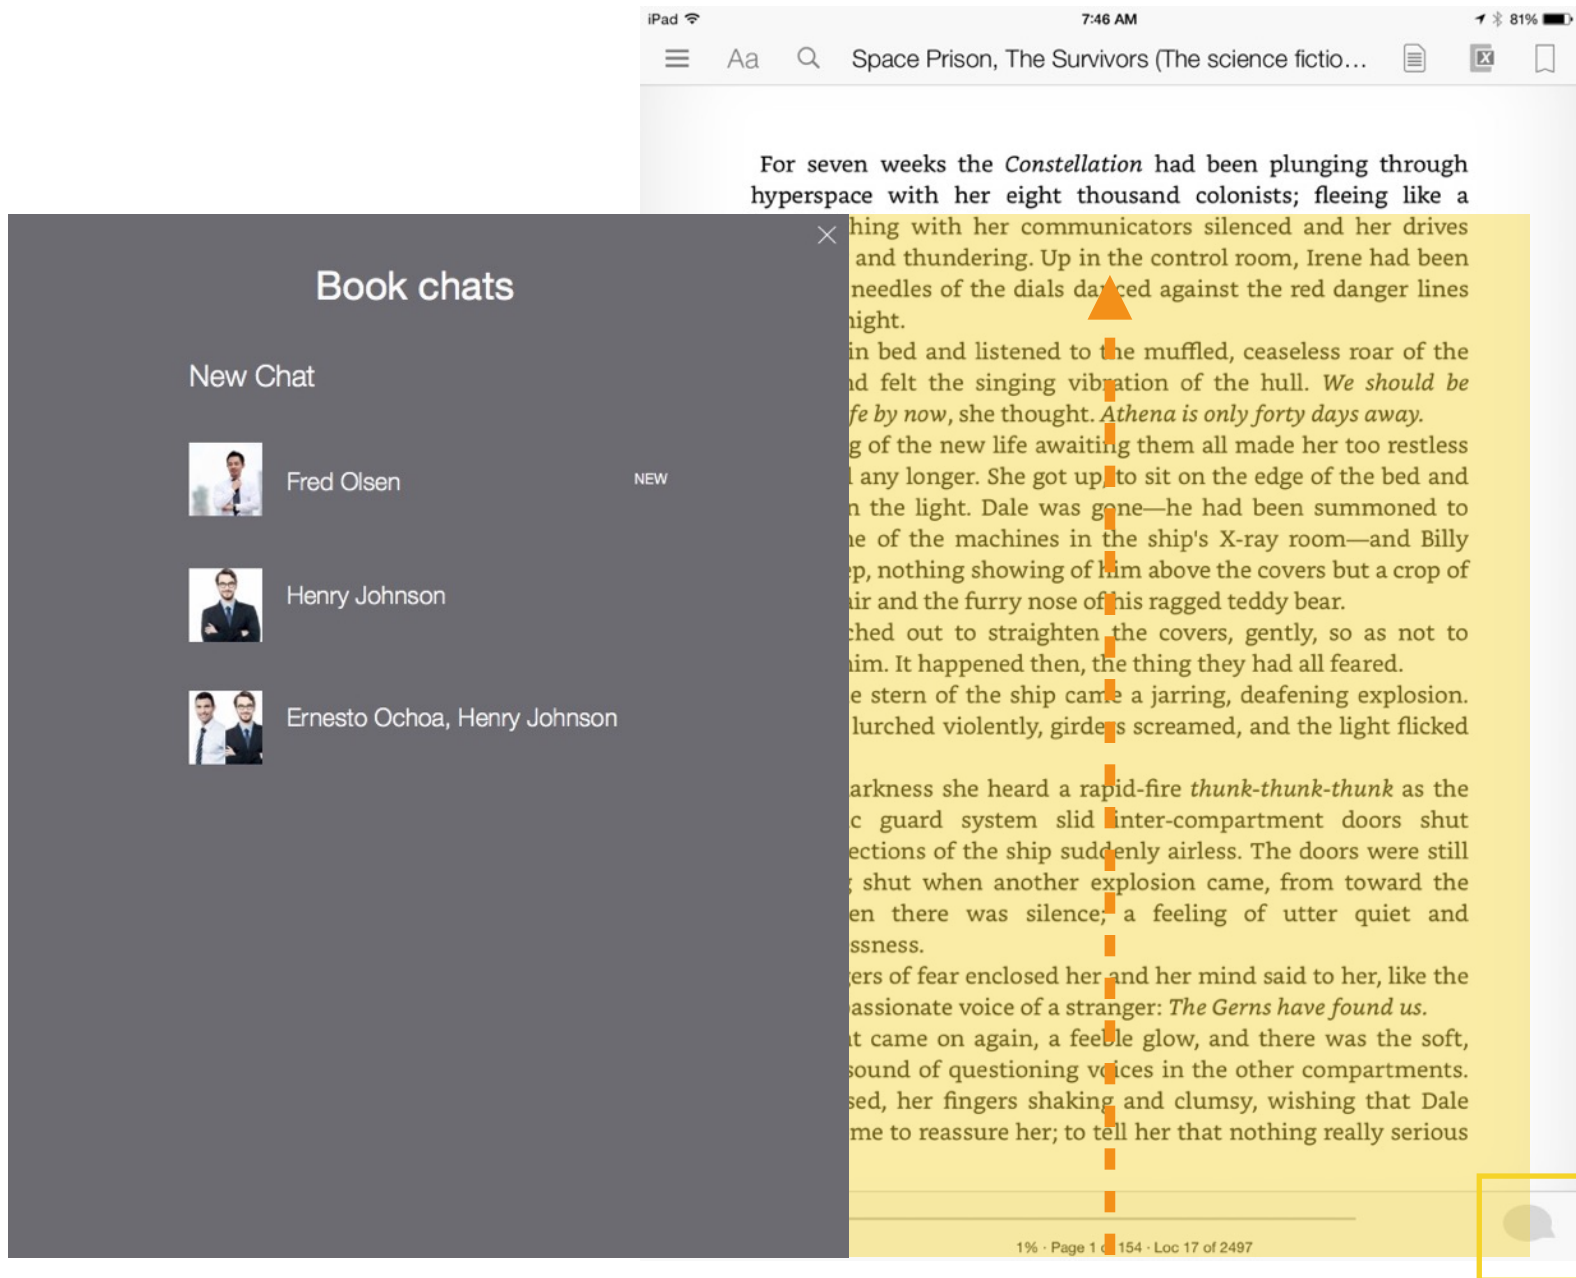 iPad 7:46 AM 81%
Aa Space Prison, The Survivors (The science fictio...
For seven weeks the Constellation had been plunging through
hyperspace with her eight thousand colonists; fleeing like a
hing with her communicators silenced and her drives
and thundering. Up in the control room, Irene had been
needles of the dials danced against the red danger lines
night.
in bed and listened to the muffled, ceaseless roar of the
nd felt the singing vibration of the hull. We should be
fe by now, she thought. Athena is only forty days away.
g of the new life awaiting them all made her too restless
l any longer. She got up, to sit on the edge of the bed and
n the light. Dale was gone—he had been summoned to
ne of the machines in the ship's X-ray room—and Billy
ep, nothing showing of him above the covers but a crop of
air and the furry nose of his ragged teddy bear.
ched out to straighten the covers, gently, so as not to
him. It happened then, the thing they had all feared.
e stern of the ship came a jarring, deafening explosion.
lurched violently, girders screamed, and the light flicked
arkness she heard a rapid-fire thunk-thunk-thunk as the
c guard system slid inter-compartment doors shut
ections of the ship suddenly airless. The doors were still
g shut when another explosion came, from toward the
en there was silence; a feeling of utter quiet and
ssness.
gers of fear enclosed her and her mind said to her, like the
passionate voice of a stranger: The Gerns have found us.
ht came on again, a feeble glow, and there was the soft,
sound of questioning voices in the other compartments.
sed, her fingers shaking and clumsy, wishing that Dale
me to reassure her; to tell her that nothing really serious
1% · Page 1 of 154 · Loc 17 of 2497
Book chats
New Chat
Fred Olsen NEW
Henry Johnson
Ernesto Ochoa, Henry Johnson